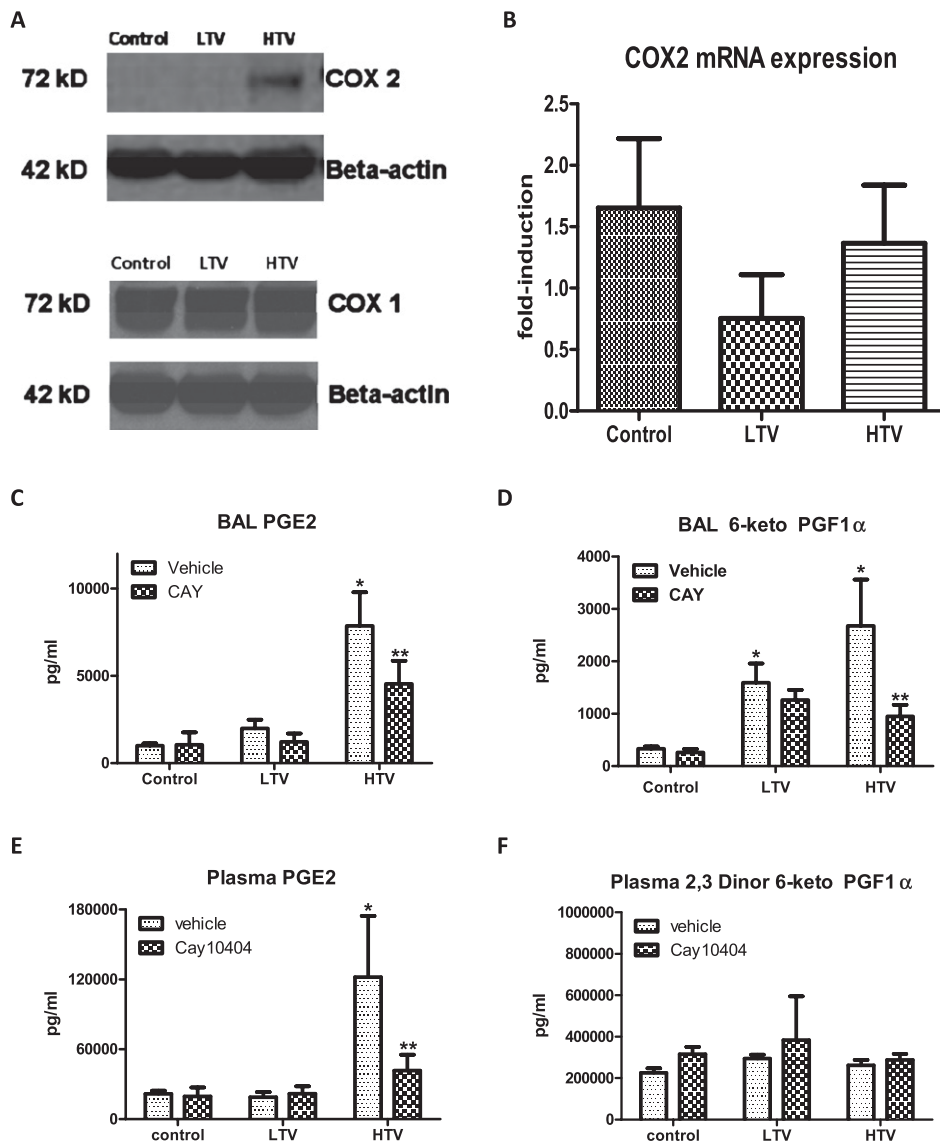 A
Control LTV HTV
72 kD COX 2
42 kD Beta-actin
Control LTV HTV
72 kD COX 1
42 kD Beta-actin
B
COX2 mRNA expression
fold-induction
2.5
2.0
1.5
1.0
0.5
0.0
Control LTV HTV
C
BAL PGE2
Vehicle
CAY
pg/ml
10000
5000
0
*
**
Control LTV HTV
D
BAL 6-keto PGF1α
Vehicle
CAY
pg/ml
4000
3000
2000
1000
0
*
*
**
Control LTV HTV
E
Plasma PGE2
vehicle
Cay10404
pg/ml
180000
120000
60000
0
*
**
control LTV HTV
F
Plasma 2,3 Dinor 6-keto PGF1α
vehicle
Cay10404
pg/ml
1000000
800000
600000
400000
200000
0
control LTV HTV